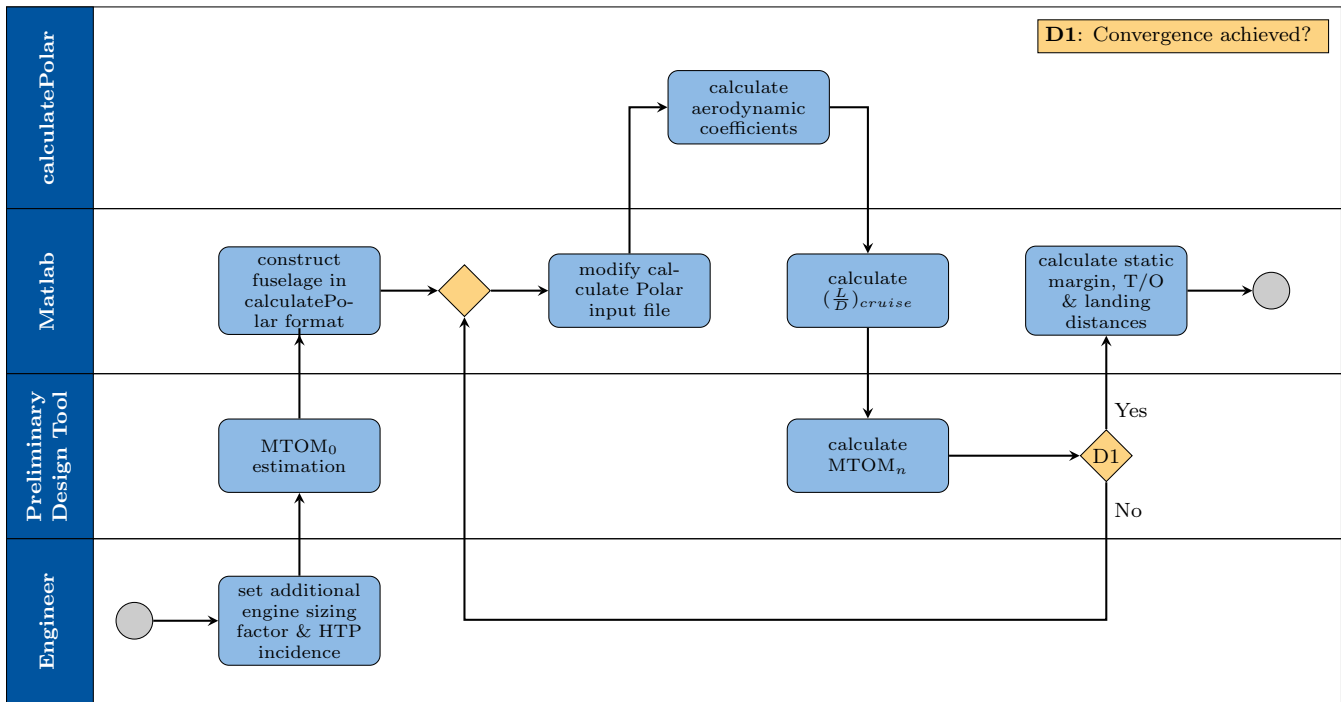 calculatePolar
D1: Convergence achieved?
calculate
aerodynamic
coefficients
Matlab
construct
fuselage in
calculatePo-
lar format
modify cal-
culate Polar
input file
calculate
(L/D)cruise
calculate static
margin, T/O
& landing
distances
Preliminary
Design Tool
MTOM0
estimation
calculate
MTOMn
D1
Yes
No
Engineer
set additional
engine sizing
factor & HTP
incidence